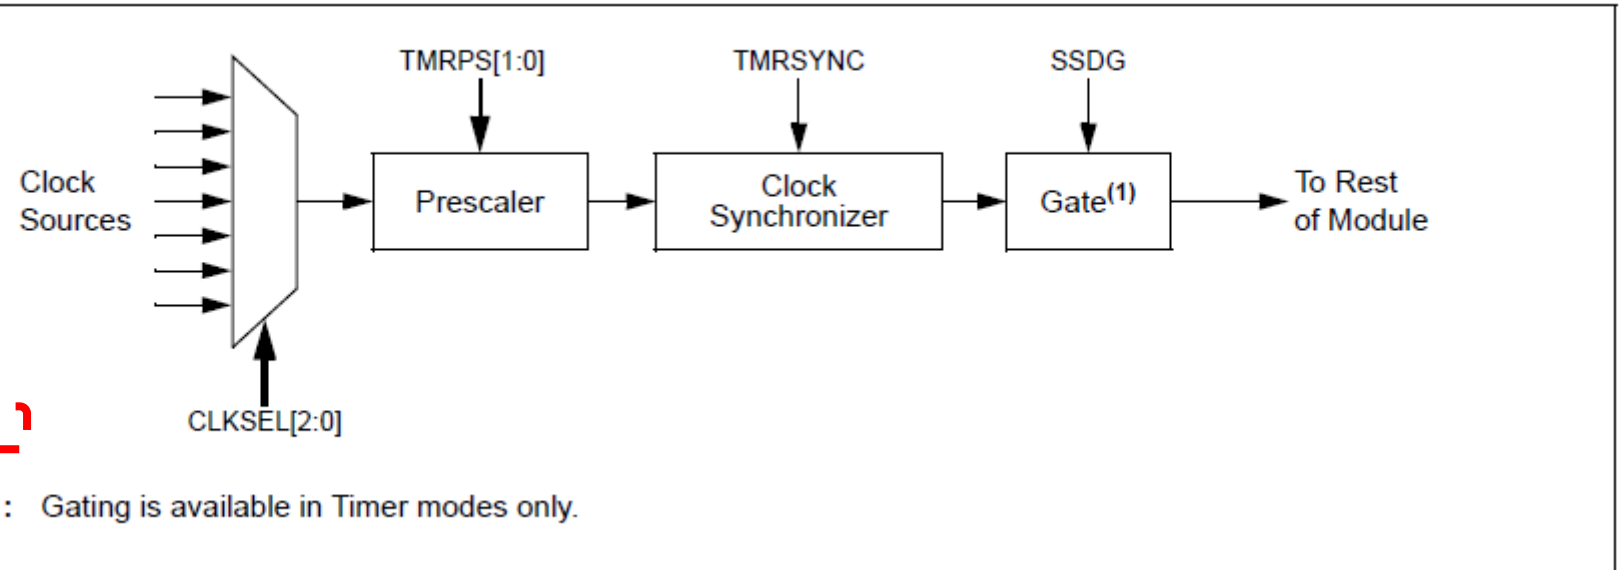 TMRPS[1:0] TMRSYNC SSDG
Clock
Sources
Prescaler
Clock
Synchronizer
Gate(1)
To Rest
of Module
CLKSEL[2:0]
: Gating is available in Timer modes only.